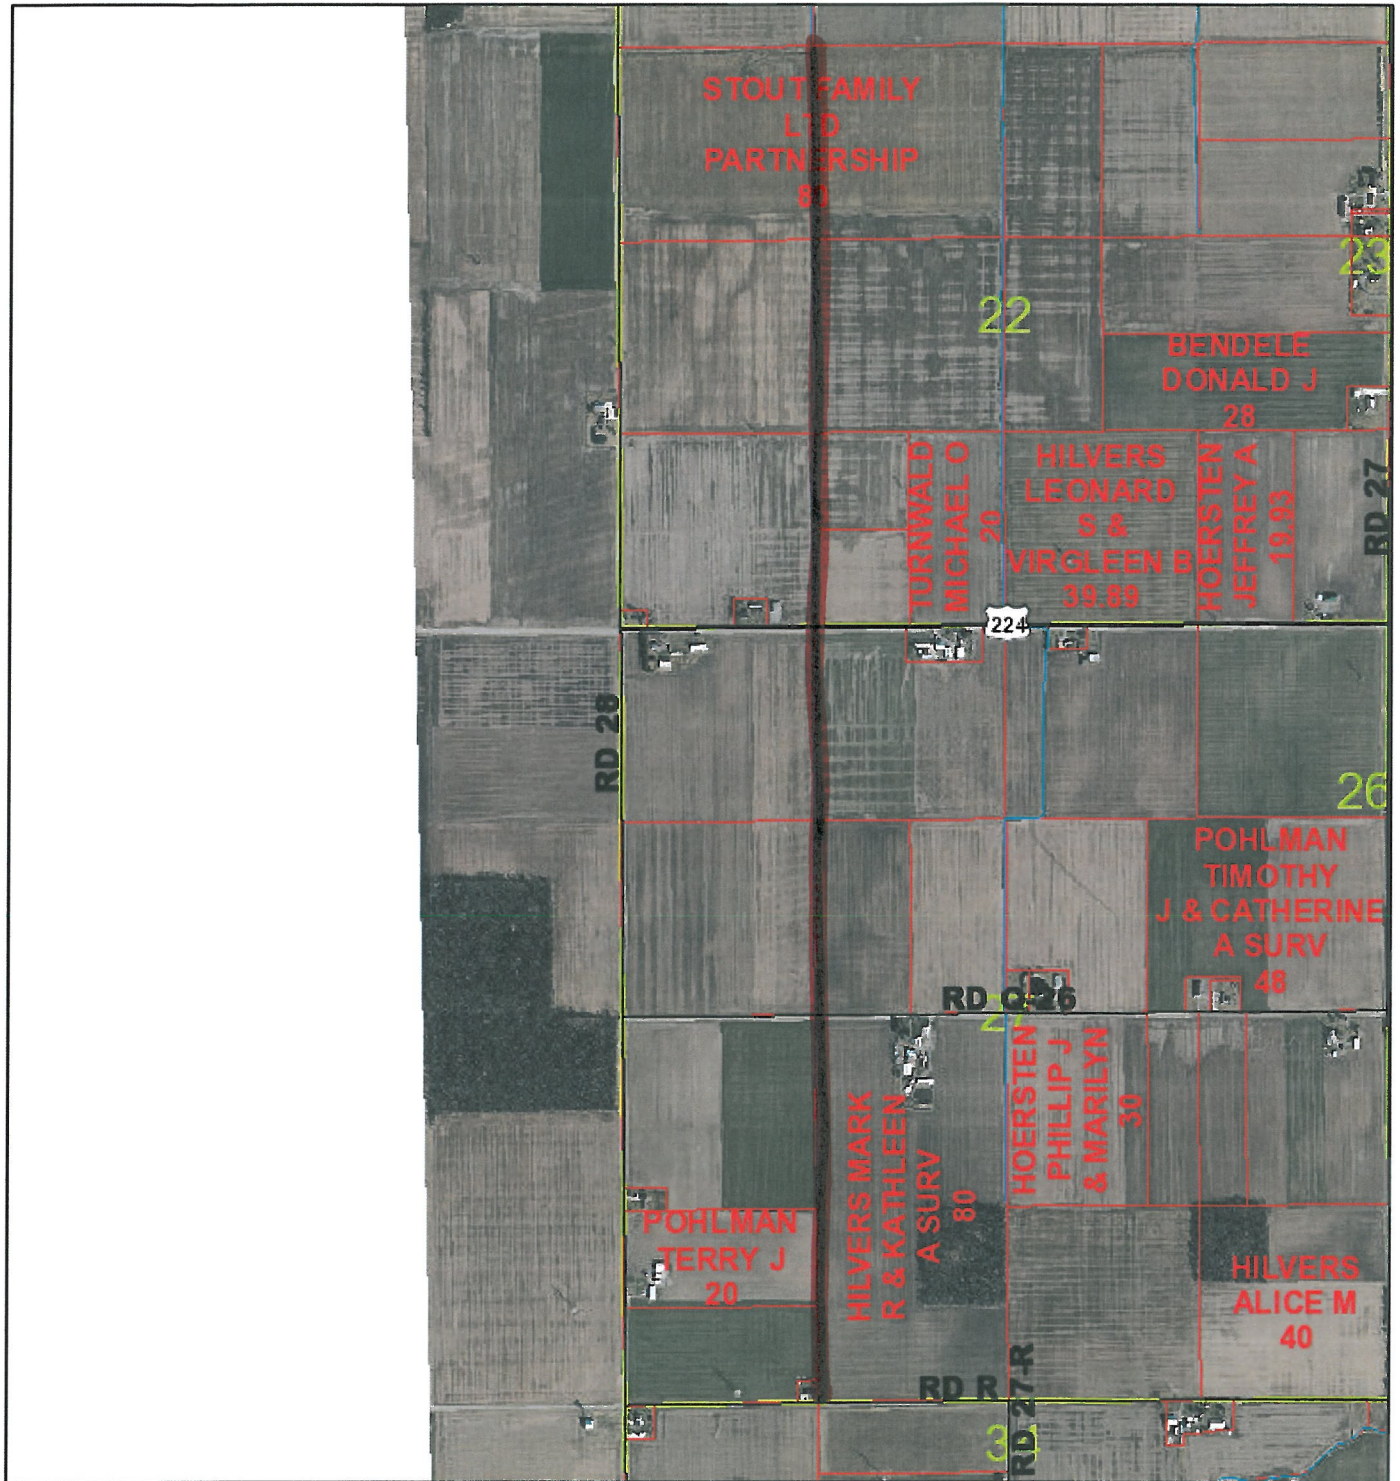 STOUT FAMILY
LTD
PARTNERSHIP
80
23
22
BENDELE
DONALD J
28
TURNWALD
MICHAEL O
20
HILVERS
LEONARD
S &
VIRGLEEN B
39.89
HOERSTEN
JEFFREY A
19.93
RD 27
224
RD 28
26
POHLMAN
TIMOTHY
J & CATHERINE
A SURV
48
RD Q-26
HILVERS MARK
R & KATHLEEN
A SURV
80
HOERSTEN
PHILLIP J
& MARILYN
30
POHLMAN
TERRY J
20
HILVERS
ALICE M
40
RD R
RD 27-R